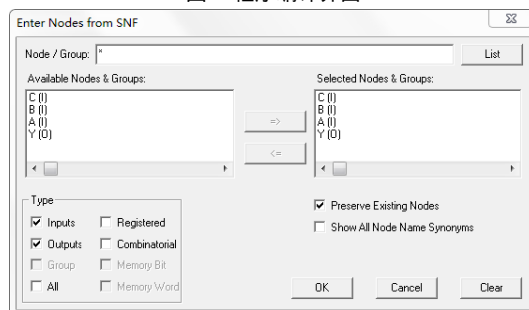 Enter Nodes from SNF
Node / Group: *
List
Available Nodes & Groups:
C (I)
B (I)
A (I)
Y (O)
=>
<=
Selected Nodes & Groups:
C (I)
B (I)
A (I)
Y (O)
Type
Inputs
Registered
Outputs
Combinatorial
Group
Memory Bit
All
Memory Word
Preserve Existing Nodes
Show All Node Name Synonyms
OK
Cancel
Clear